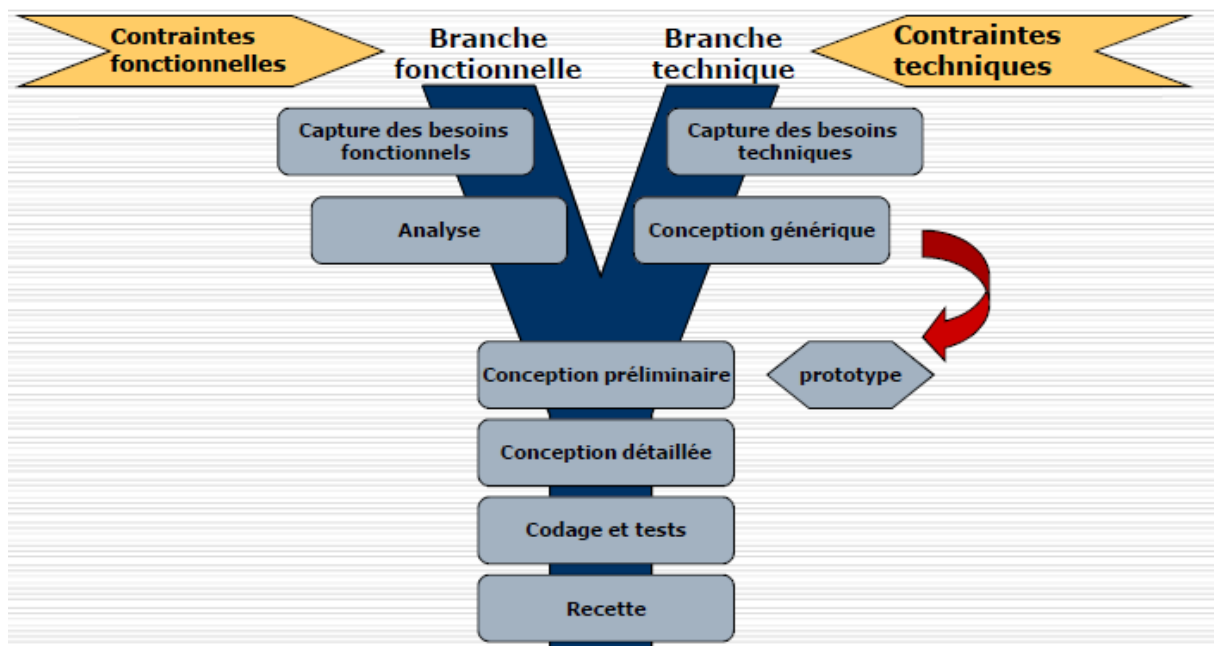 Contraintes
fonctionnelles
Branche
fonctionnelle
Branche
technique
Contraintes
techniques
Capture des besoins
fonctionnels
Capture des besoins
techniques
Analyse
Conception générique
Conception préliminaire
prototype
Conception détaillée
Codage et tests
Recette